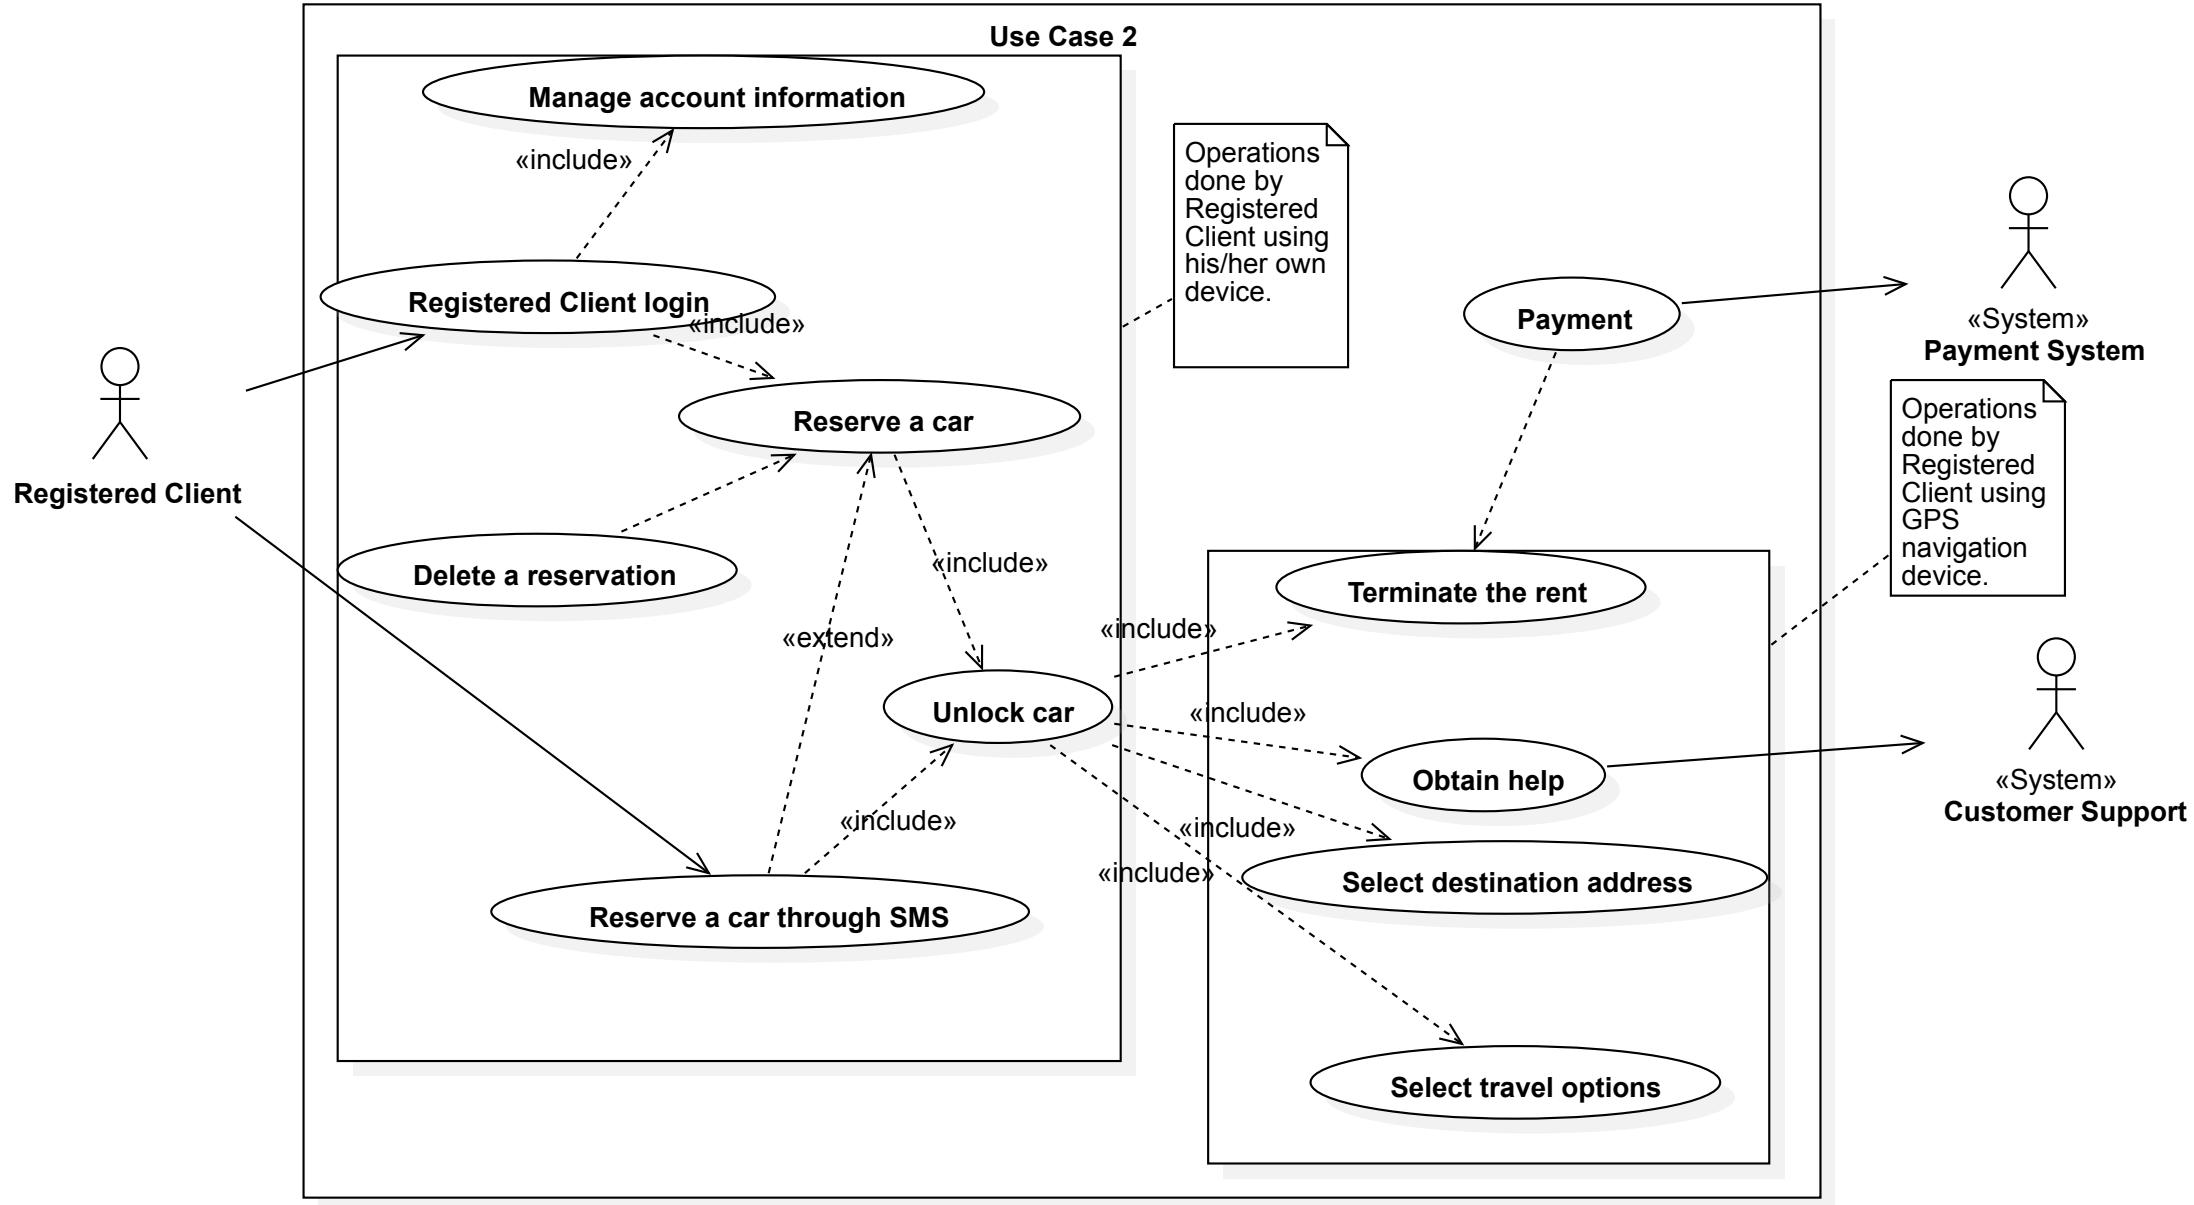 Use Case 2
Manage account information
«include»
Operations
done by
Registered
Client using
his/her own
device.
Registered Client login
«include»
Payment
«System»
Payment System
Reserve a car
Operations
done by
Registered
Client using
GPS
navigation
device.
Registered Client
Delete a reservation
«include»
Terminate the rent
«extend»
«include»
Unlock car
«include»
Obtain help
«System»
Customer Support
«include»
«include»
«include»
Select destination address
Reserve a car through SMS
Select travel options